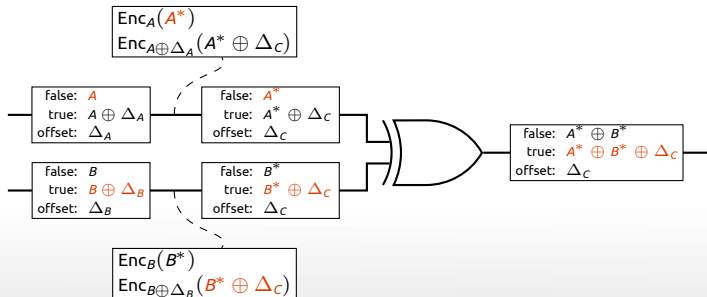 Enc_A(A*)
Enc_{A⊕Δ_A}(A* ⊕ Δ_C)
false: A
true: A ⊕ Δ_A
offset: Δ_A
false: A*
true: A* ⊕ Δ_C
offset: Δ_C
false: B
true: B ⊕ Δ_B
offset: Δ_B
false: B*
true: B* ⊕ Δ_C
offset: Δ_C
false: A* ⊕ B*
true: A* ⊕ B* ⊕ Δ_C
offset: Δ_C
Enc_B(B*)
Enc_{B⊕Δ_B}(B* ⊕ Δ_C)